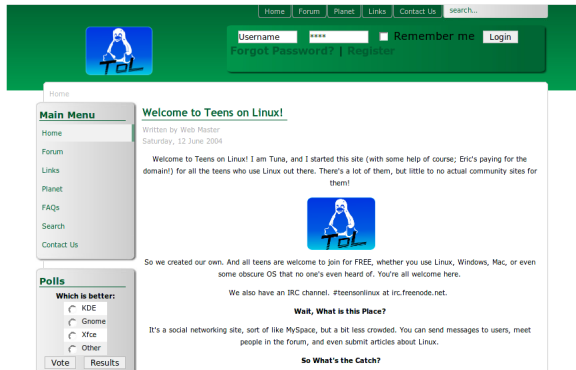 Home Forum Planet Links Contact Us search...
Username **** Remember me Login
Forgot Password? | Register
ToL
Home
Main Menu
Home
Forum
Links
Planet
FAQs
Search
Contact Us
Polls
Which is better:
KDE
Gnome
Xfce
Other
Vote Results
Welcome to Teens on Linux!
Written by Web Master
Saturday, 12 June 2004
Welcome to Teens on Linux! I am Tuna, and I started this site (with some help of course; Eric's paying for the
domain!) for all the teens who use Linux out there. There's a lot of them, but little to no actual community sites for
them!
ToL
So we created our own. And all teens are welcome to join for FREE, whether you use Linux, Windows, Mac, or even
some obscure OS that no one's even heard of. You're all welcome here.
We also have an IRC channel. #teensonlinux at irc.freenode.net.
Wait, What is this Place?
It's a social networking site, sort of like MySpace, but a bit less crowded. You can send messages to users, meet
people in the forum, and even submit articles about Linux.
So What's the Catch?